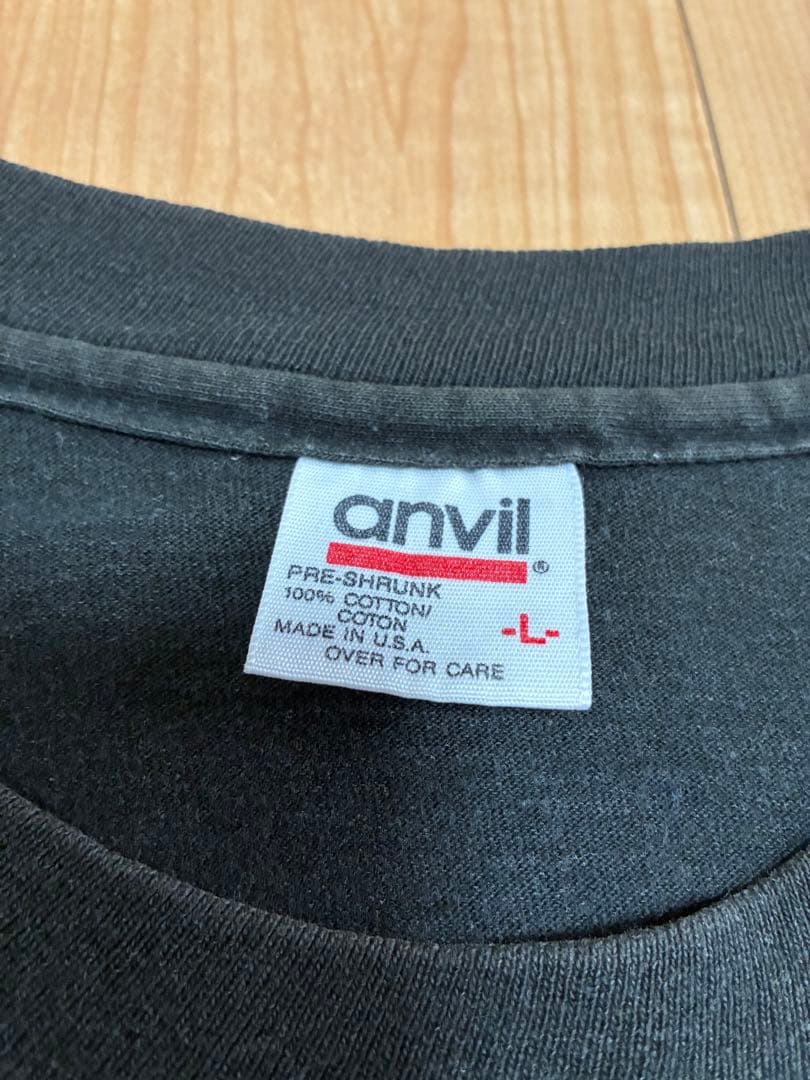 anvil®
PRE-SHRUNK
100% COTTON/
COTON
MADE IN U.S.A.
-L-
OVER FOR CARE